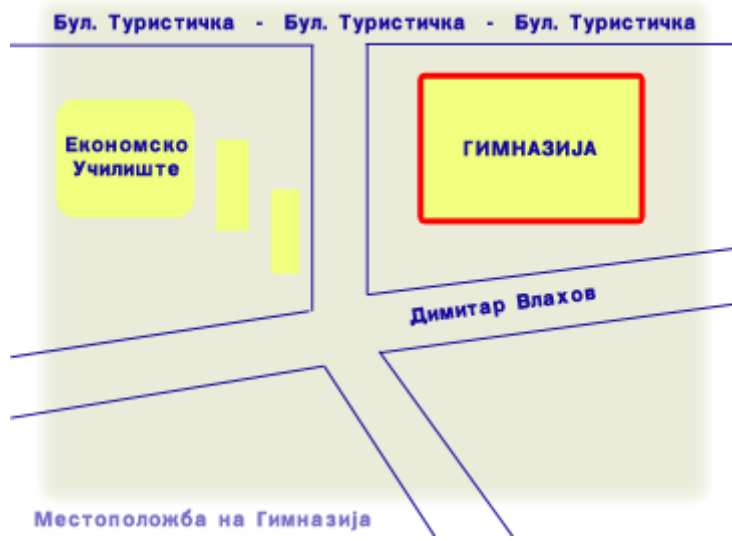 Бул. Туристичка - Бул. Туристичка - Бул. Туристичка
Економско
Училиште
ГИМНАЗИЈА
Димитар Влахов
Местоположба на Гимназија